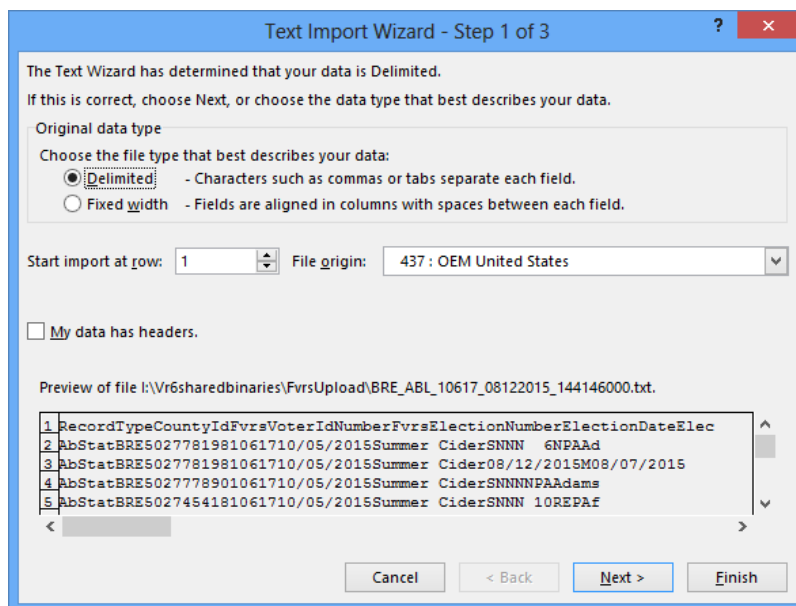 Text Import Wizard - Step 1 of 3
?
×
The Text Wizard has determined that your data is Delimited.
If this is correct, choose Next, or choose the data type that best describes your data.
Original data type
Choose the file type that best describes your data:
Delimited - Characters such as commas or tabs separate each field.
Fixed width - Fields are aligned in columns with spaces between each field.
Start import at row: 1 File origin: 437 : OEM United States
My data has headers.
Preview of file I:\Vr6sharedbinaries\FvrsUpload\BRE_ABL_10617_08122015_144146000.txt.
1 RecordTypeCountyIdFvrsVoterIdNumberFvrsElectionNumberElectionDateElec
2 AbStatBRE5027781981061710/05/2015Summer CiderSNNN  6NPAAd
3 AbStatBRE5027781981061710/05/2015Summer Cider08/12/2015M08/07/2015
4 AbStatBRE5027778901061710/05/2015Summer CiderSNNNNPAAdams
5 AbStatBRE5027454181061710/05/2015Summer CiderSNNN 10REPAf
Cancel < Back Next > Finish